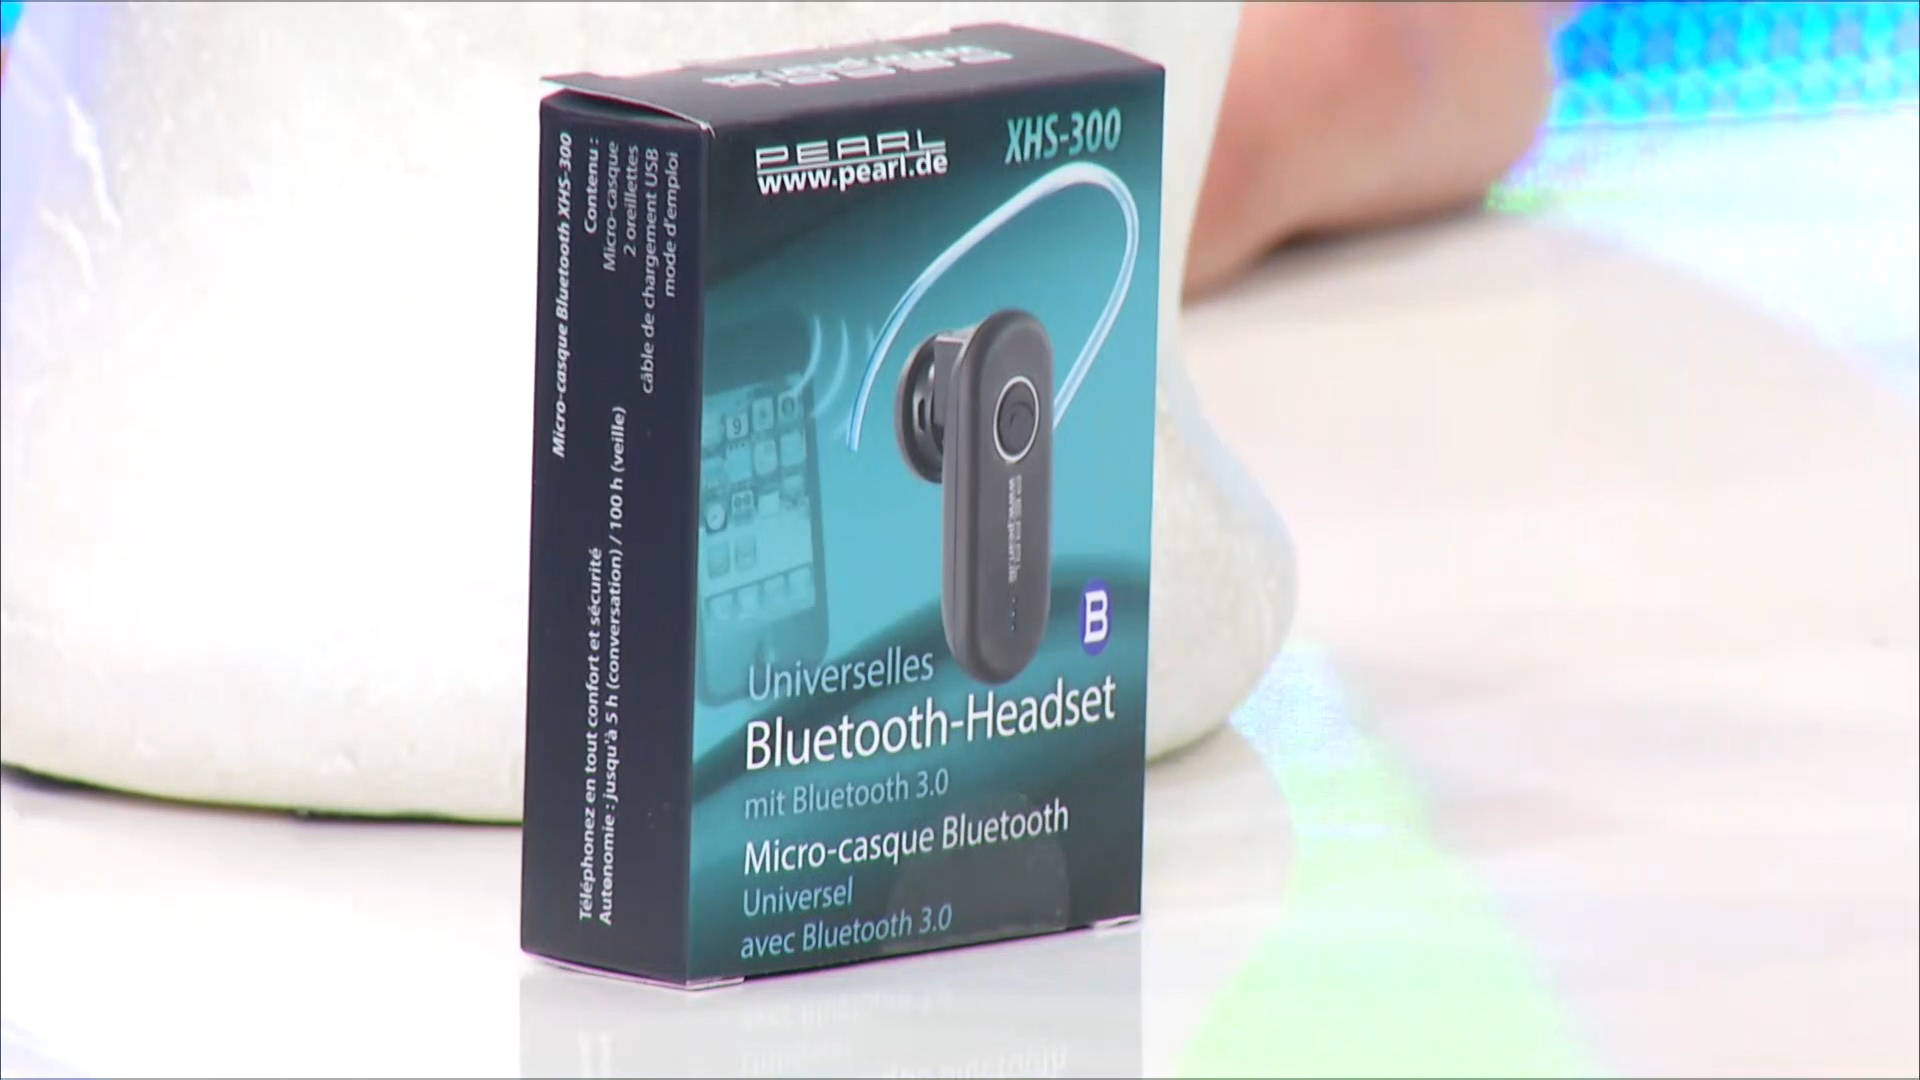 PEARL
www.pearl.de
XHS-300
PEARL
9
B
Universelles
Bluetooth-Headset
mit Bluetooth 3.0
Micro-casque Bluetooth
Universel
avec Bluetooth 3.0
Micro-casque Bluetooth XHS-300
Contenu :
Micro-casque
2 oreillettes
câble de chargement USB
mode d'emploi
Téléphonez en tout confort et sécurité
Autonomie : jusqu'à 5 h (conversation) / 100 h (veille)